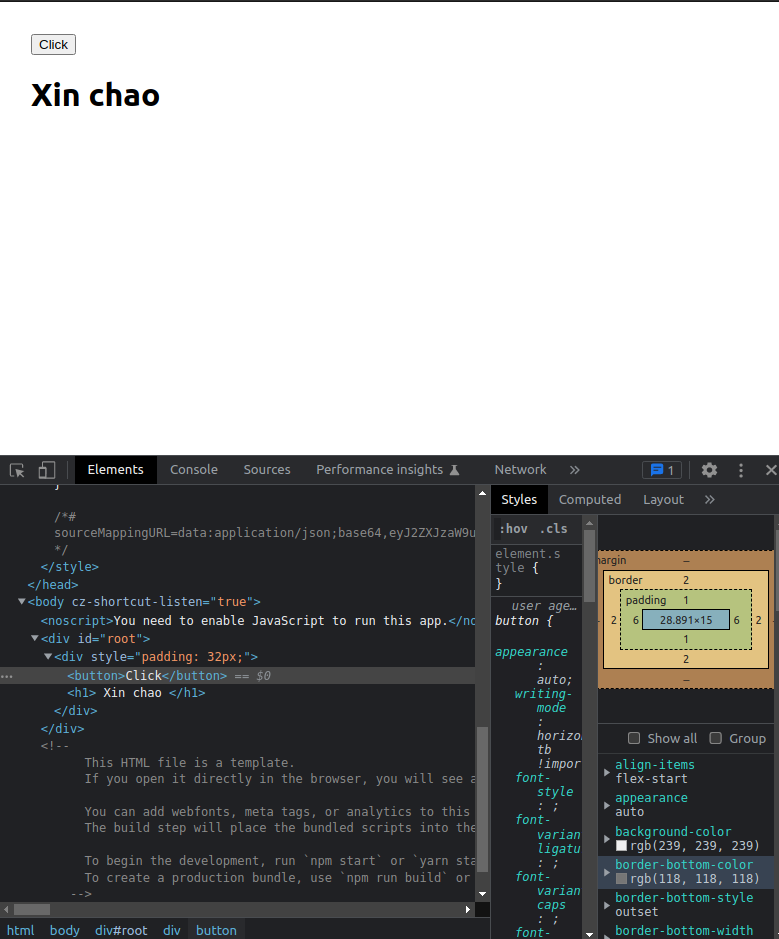 Click
Xin chao
Elements Console Sources Performance insights Network » 1
}
/*#
sourceMappingURL=data:application/json;base64,eyJ2ZXJzaW9u
*/
</style>
</head>
<body cz-shortcut-listen="true">
<noscript>You need to enable JavaScript to run this app.</no
<div id="root">
<div style="padding: 32px;">
<button>Click</button> == $0
<h1> Xin chao </h1>
</div>
</div>
<!--
This HTML file is a template.
If you open it directly in the browser, you will see a
You can add webfonts, meta tags, or analytics to this
The build step will place the bundled scripts into the
To begin the development, run `npm start` or `yarn sta
To create a production bundle, use `npm run build` or
-->
html body div#root div button
Styles Computed Layout »
:hov .cls
element.s
tyle {
}
user age…
button {
appearance
:
auto;
writing-
mode
:
horizo
tb
!impor
font-
style
: ;
font-
varian
ligatu
: ;
font-
varian
caps
: ;
font-
margin –
border 2
padding 1
2 6 28.891×15 6 2
1
2
–
Show all Group
align-items
flex-start
appearance
auto
background-color
rgb(239, 239, 239)
border-bottom-color
rgb(118, 118, 118)
border-bottom-style
outset
border-bottom-width